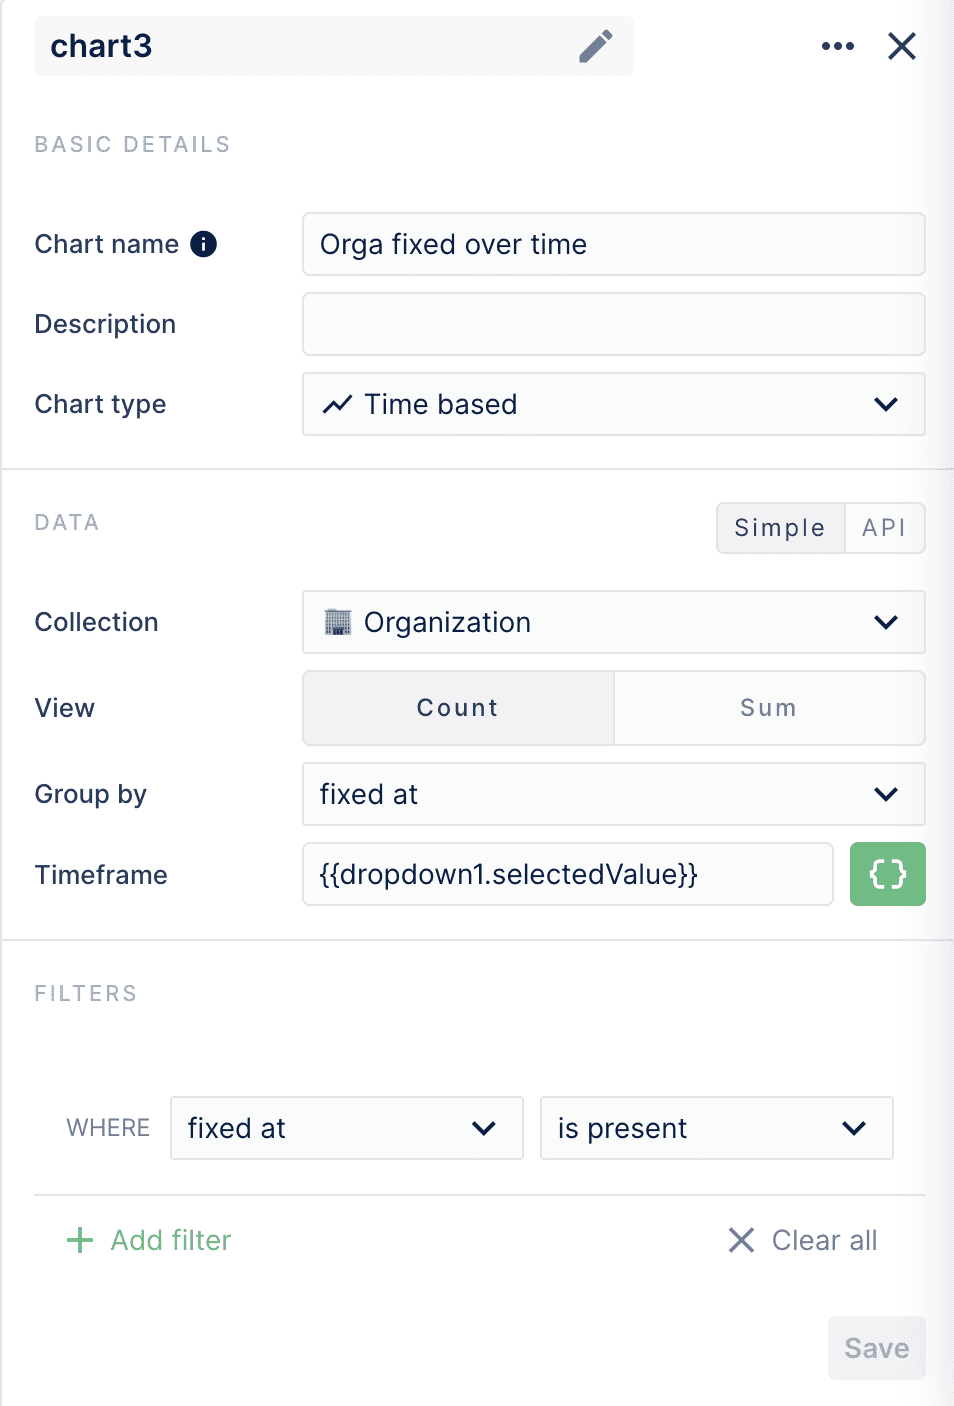 chart3
BASIC DETAILS
Chart name
Orga fixed over time
Description
Chart type
Time based
DATA
Simple
API
Collection
Organization
View
Count
Sum
Group by
fixed at
Timeframe
{{dropdown1.selectedValue}}
{}
FILTERS
WHERE
fixed at
is present
Add filter
Clear all
Save